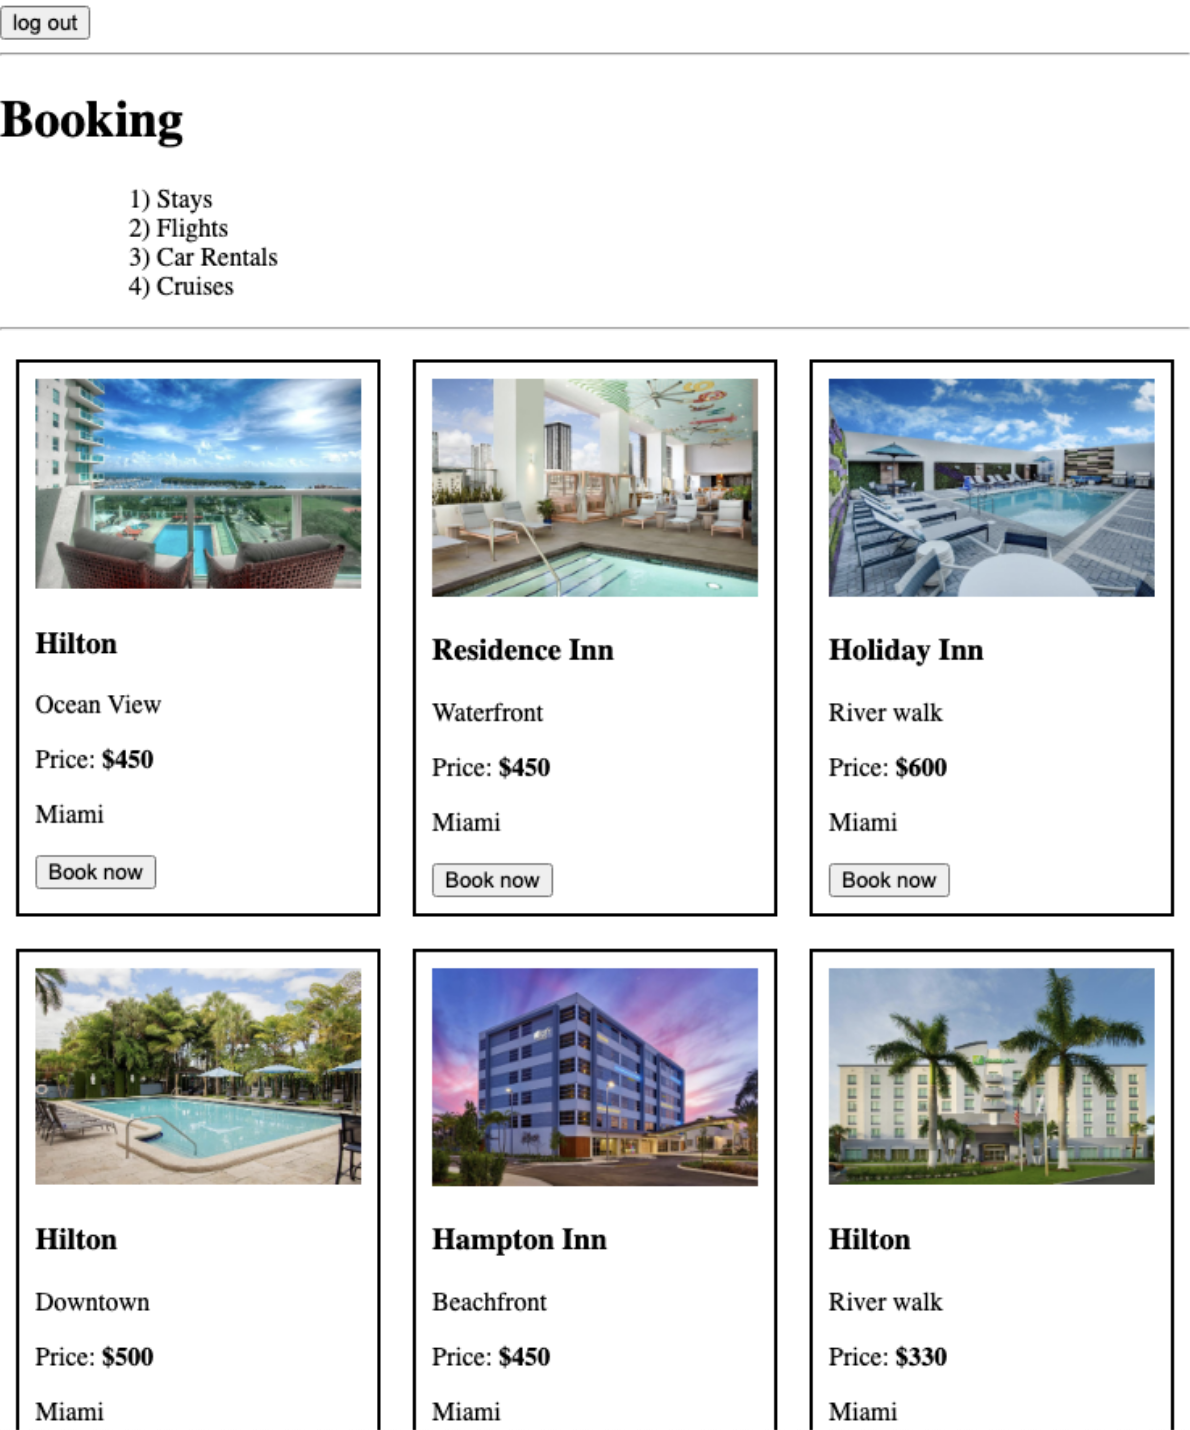 log out
Booking
1) Stays
2) Flights
3) Car Rentals
4) Cruises
Hilton
Ocean View
Price: $450
Miami
Book now
Residence Inn
Waterfront
Price: $450
Miami
Book now
Holiday Inn
River walk
Price: $600
Miami
Book now
Hilton
Downtown
Price: $500
Miami
Hampton Inn
Beachfront
Price: $450
Miami
Hilton
River walk
Price: $330
Miami